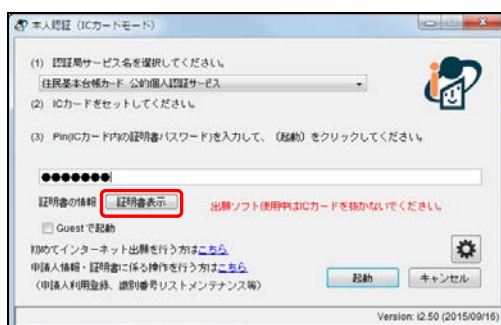 本人認証（ICカードモード）
(1) 認証局サービス名を選択してください。
住民基本台帳カード 公的個人認証サービス
(2) ICカードをセットしてください。
(3) Pin(ICカード内の証明書パスワード)を入力して、（起動）をクリックしてください。
●●●●●●●
証明書の情報 証明書表示 出願ソフト使用中はICカードを抜かないでください。
Guestで起動
初めてインターネット出願を行う方はこちら
申請人情報・証明書に係る操作を行う方はこちら
（申請人利用登録、識別番号リストメンテナンス等）
起動 キャンセル
Version: i2.50 (2015/09/16)